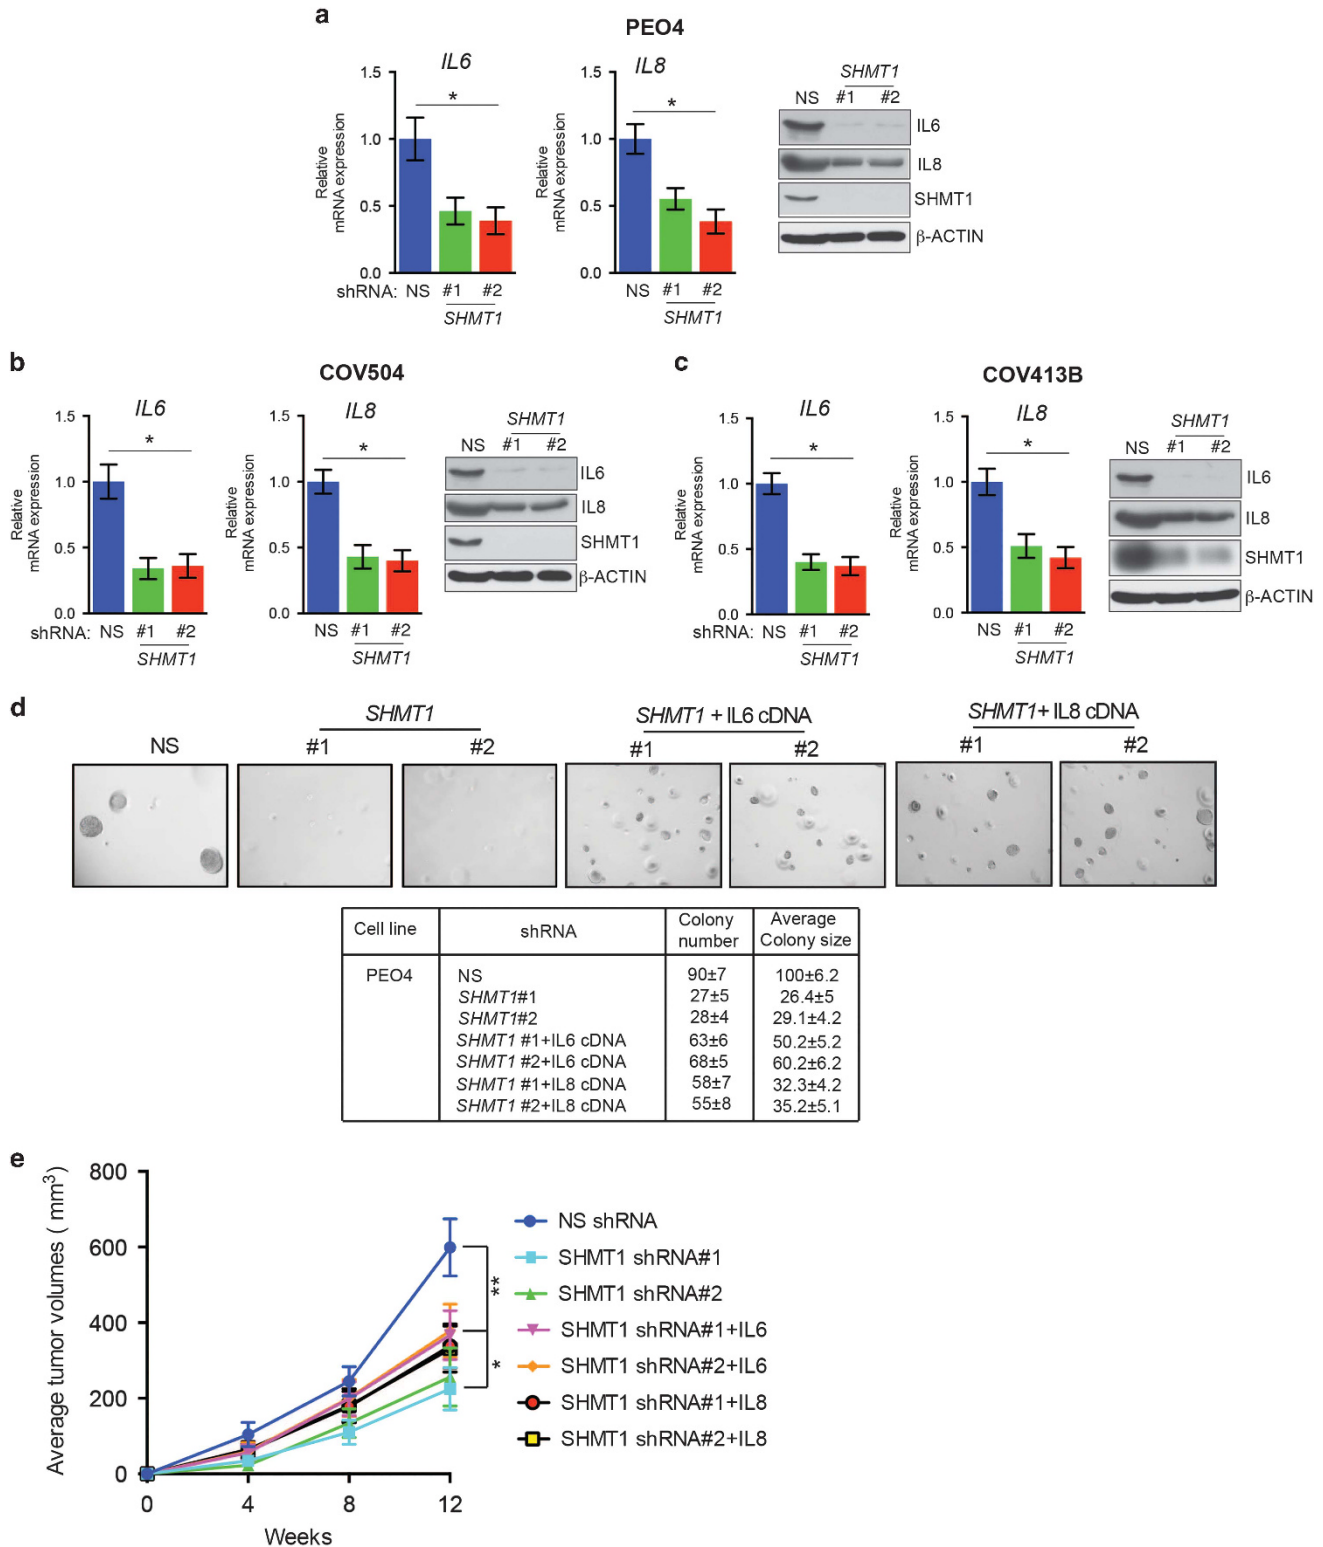 a
PEO4
IL6
IL8
SHMT1
NS #1 #2
1.5
1.0
0.5
0.0
Relative
mRNA expression
*
shRNA: NS #1 #2
SHMT1
1.5
1.0
0.5
0.0
Relative
mRNA expression
*
NS #1 #2
SHMT1
IL6
IL8
SHMT1
β-ACTIN
b
COV504
IL6
1.5
1.0
0.5
0.0
Relative
mRNA expression
*
shRNA: NS #1 #2
SHMT1
IL8
1.5
1.0
0.5
0.0
Relative
mRNA expression
*
NS #1 #2
SHMT1
SHMT1
NS #1 #2
IL6
IL8
SHMT1
β-ACTIN
c
COV413B
IL6
1.5
1.0
0.5
0.0
Relative
mRNA expression
*
shRNA: NS #1 #2
SHMT1
IL8
1.5
1.0
0.5
0.0
Relative
mRNA expression
*
NS #1 #2
SHMT1
SHMT1
NS #1 #2
IL6
IL8
SHMT1
β-ACTIN
d
SHMT1 SHMT1 + IL6 cDNA SHMT1+ IL8 cDNA
NS #1 #2 #1 #2 #1 #2
Cell line shRNA Colony number Average Colony size
PEO4 NS 90±7 100±6.2
SHMT1#1 27±5 26.4±5
SHMT1#2 28±4 29.1±4.2
SHMT1 #1+IL6 cDNA 63±6 50.2±5.2
SHMT1 #2+IL6 cDNA 68±5 60.2±6.2
SHMT1 #1+IL8 cDNA 58±7 32.3±4.2
SHMT1 #2+IL8 cDNA 55±8 35.2±5.1
e
Average tumor volumes ( mm3)
800
600
400
200
0
0 4 8 12
Weeks
**
*
NS shRNA
SHMT1 shRNA#1
SHMT1 shRNA#2
SHMT1 shRNA#1+IL6
SHMT1 shRNA#2+IL6
SHMT1 shRNA#1+IL8
SHMT1 shRNA#2+IL8